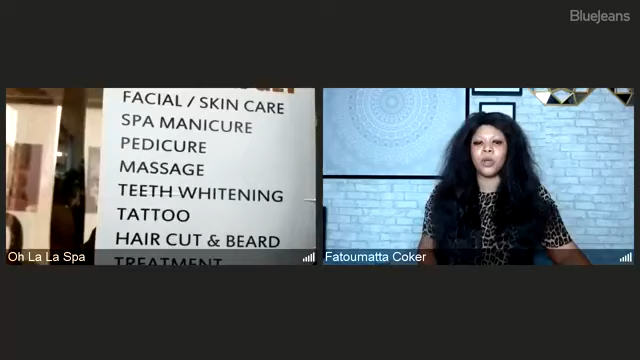 BlueJeans
FACIAL / SKIN CARE
SPA MANICURE
PEDICURE
MASSAGE
TEETH WHITENING
TATTOO
HAIR CUT & BEARD
TREATMENT
Oh La La Spa
Fatoumatta Coker